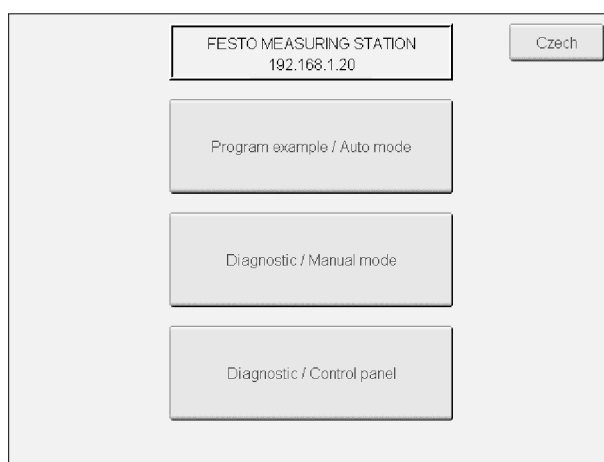 FESTO MEASURING STATION
192.168.1.20
Czech
Program example / Auto mode
Diagnostic / Manual mode
Diagnostic / Control panel